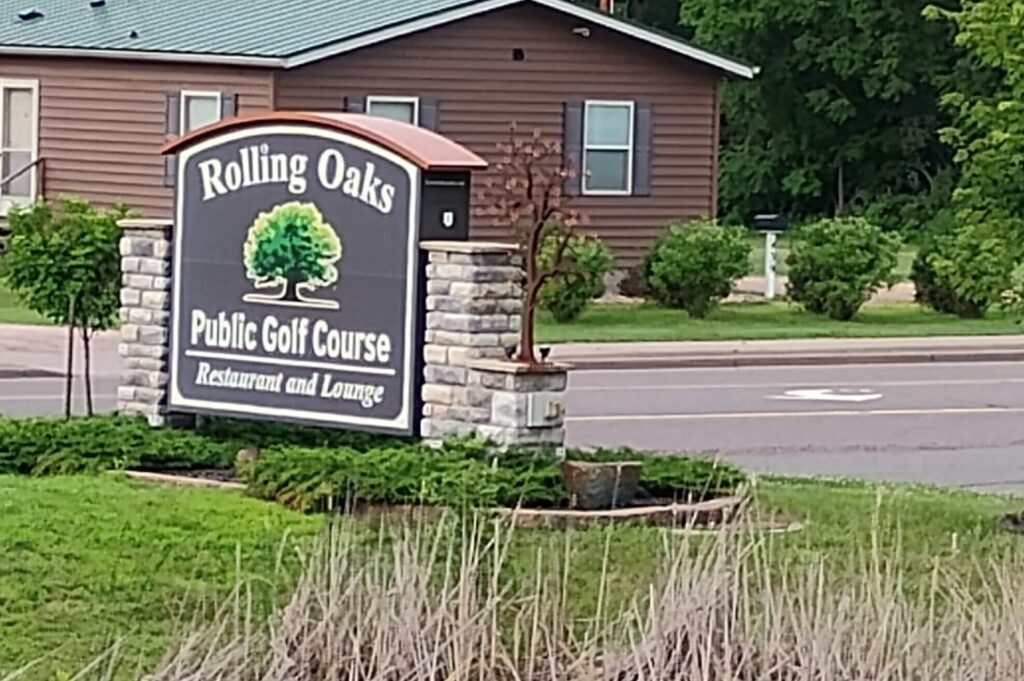 Rolling Oaks
Public Golf Course
Restaurant and Lounge